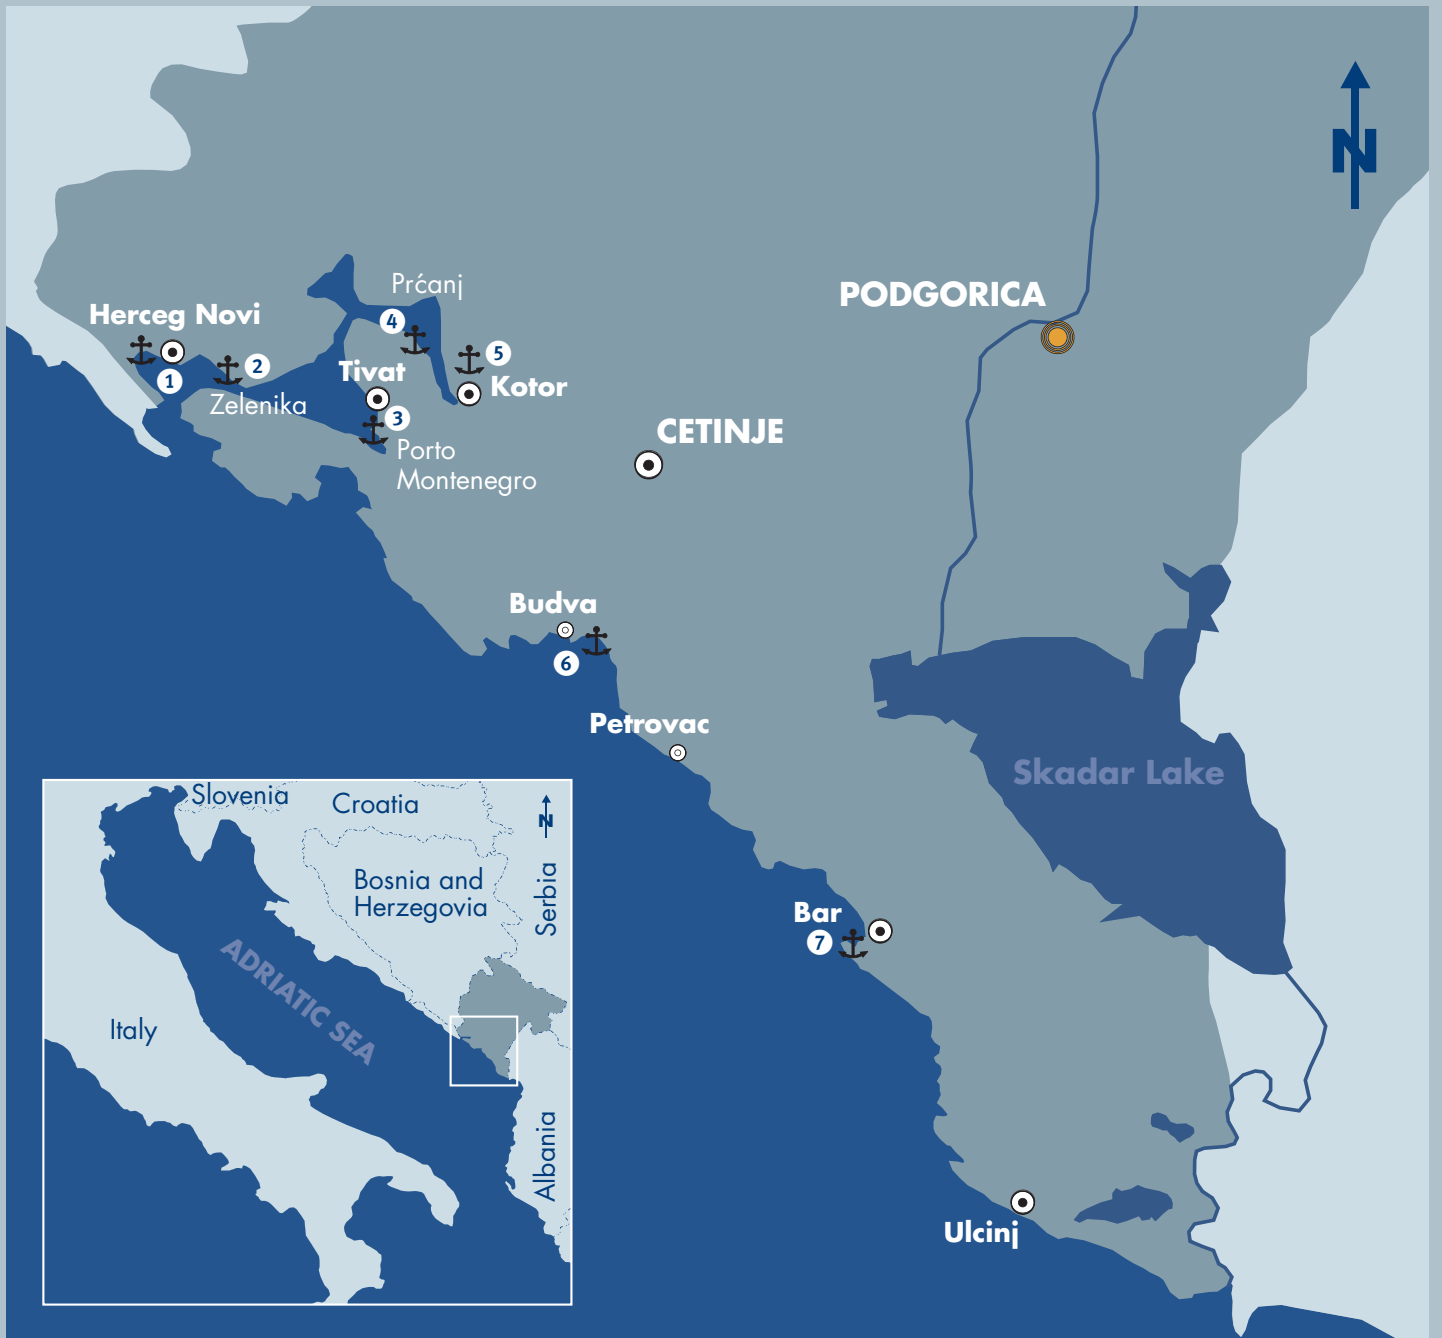 N
Prćanj
PODGORICA
Herceg Novi
4
5
2
1
Tivat
Kotor
Zelenika
3
Porto
Montenegro
CETINJE
Budva
6
Petrovac
Skadar Lake
Slovenia
Croatia
N
Bosnia and
Herzegovina
Serbia
ADRIATIC SEA
Italy
Albania
Bar
7
Ulcinj